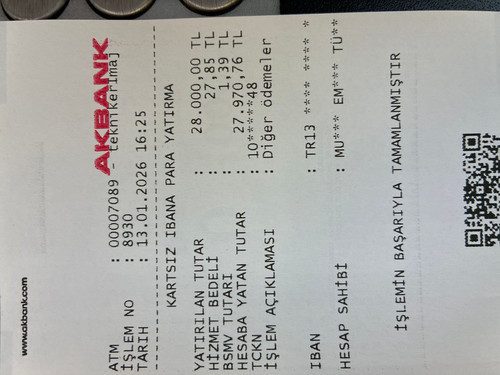 AKBANK
ATM : 00007089 - Teknikerimaj
İŞLEM NO : 8930
TARİH : 13.01.2026 16:25
KARTSIZ IBANA PARA YATIRMA
YATIRILAN TUTAR : 28.000,00 TL
HİZMET BEDELİ : 27,85 TL
BSMV TUTARI : 1,39 TL
HESABA YATAN TUTAR : 27.970,76 TL
TCKN : 10*****48
İŞLEM AÇIKLAMASI : Diğer ödemeler
IBAN : TR13 **** **** *
HESAP SAHİBİ : MU*** EM*** TÜ**
İŞLEMİN BAŞARIYLA TAMAMLANMIŞTIR
www.akbank.com